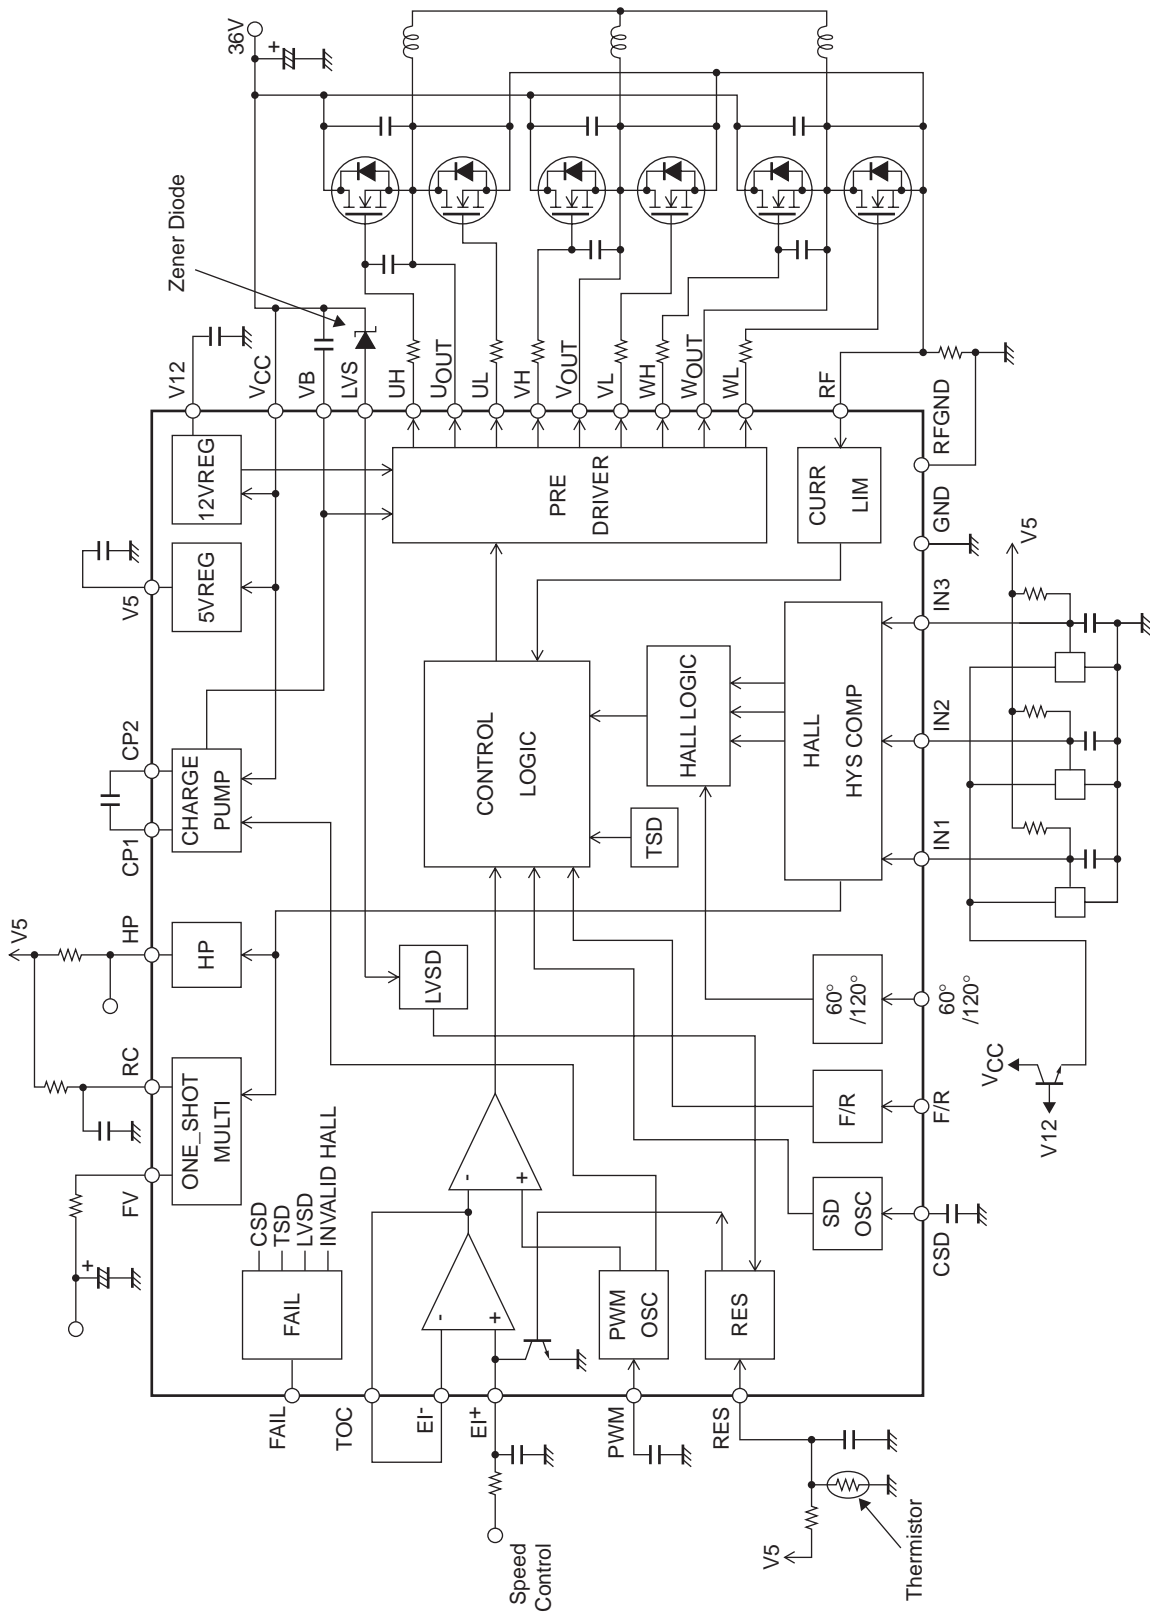 36V
Zener Diode
V12
VCC
VB
LVS
UH
UOUT
UL
VH
VOUT
VL
WH
WOUT
WL
RF
RFGND
GND
12VREG
5VREG
V5
PRE
DRIVER
CURR
LIM
V5
IN3
IN2
IN1
CP2
CP1
CHARGE
PUMP
CONTROL
LOGIC
HALL LOGIC
HALL
HYS COMP
TSD
V5
HP
HP
LVSD
60°
/120°
60°
/120°
RC
ONE_SHOT
MULTI
FV
F/R
F/R
VCC
V12
SD
OSC
CSD
CSD
TSD
LVSD
INVALID HALL
FAIL
FAIL
-
+
-
+
PWM
OSC
RES
TOC
EI-
EI+
PWM
RES
Speed
Control
V5
Thermistor
+
+